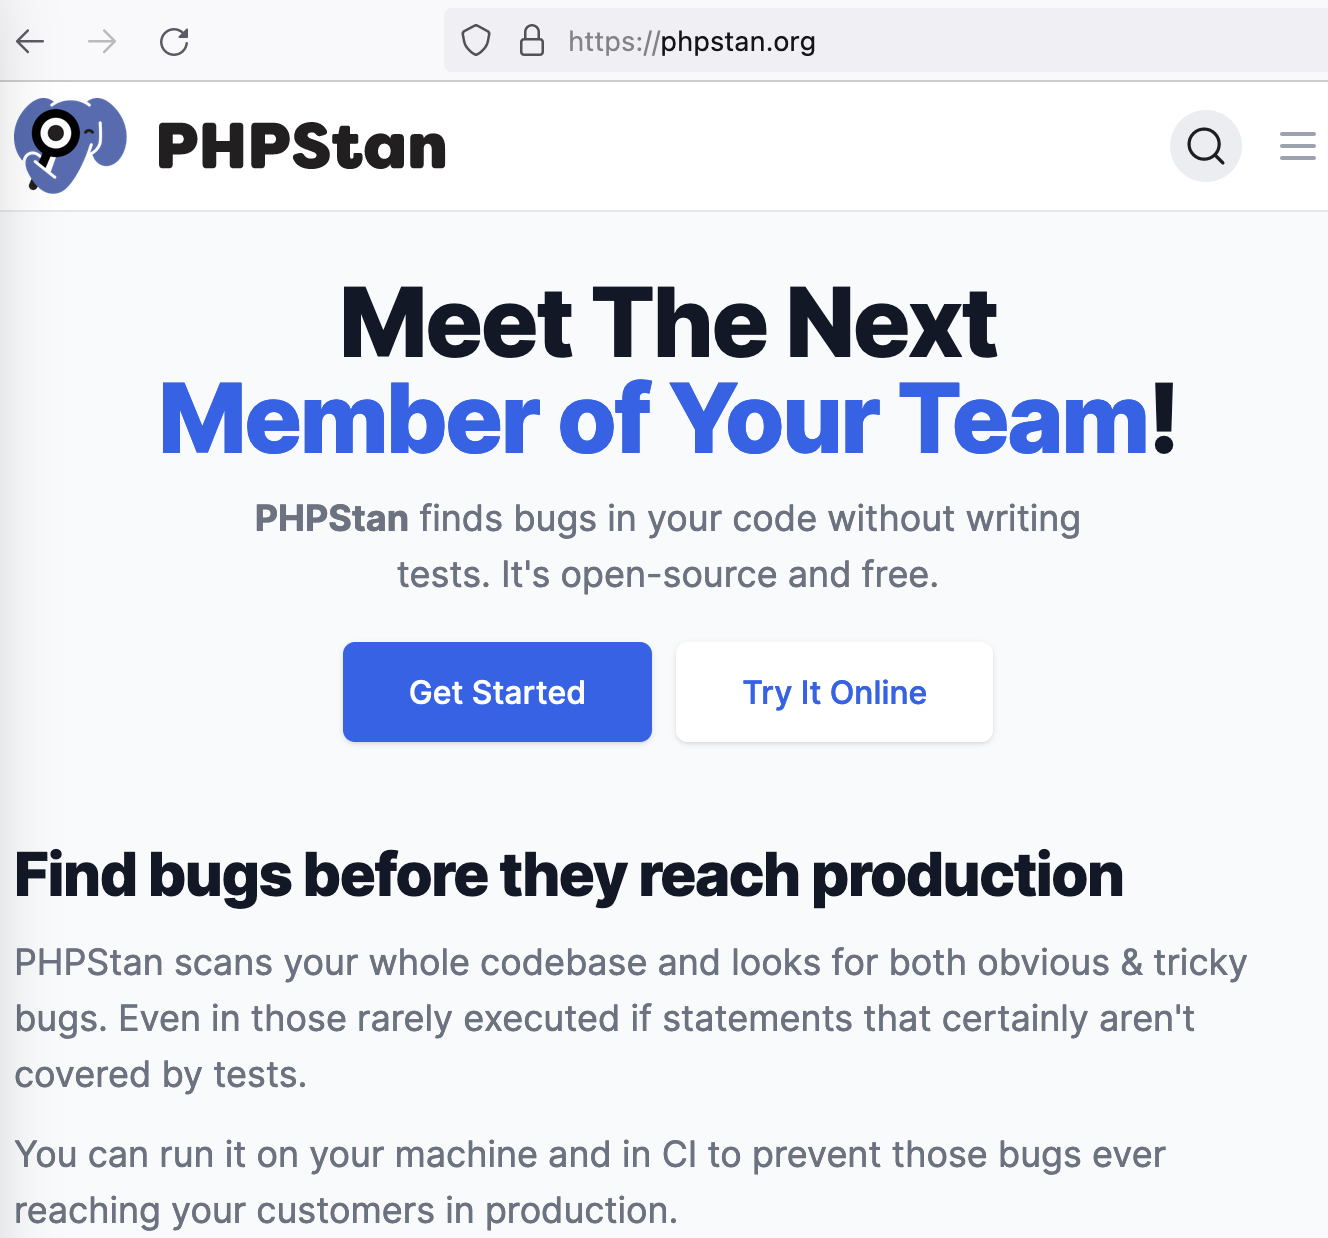 https://phpstan.org
PHPStan
Meet The Next
Member of Your Team!
PHPStan finds bugs in your code without writing
tests. It's open-source and free.
Get Started
Try It Online
Find bugs before they reach production
PHPStan scans your whole codebase and looks for both obvious & tricky
bugs. Even in those rarely executed if statements that certainly aren't
covered by tests.
You can run it on your machine and in CI to prevent those bugs ever
reaching your customers in production.